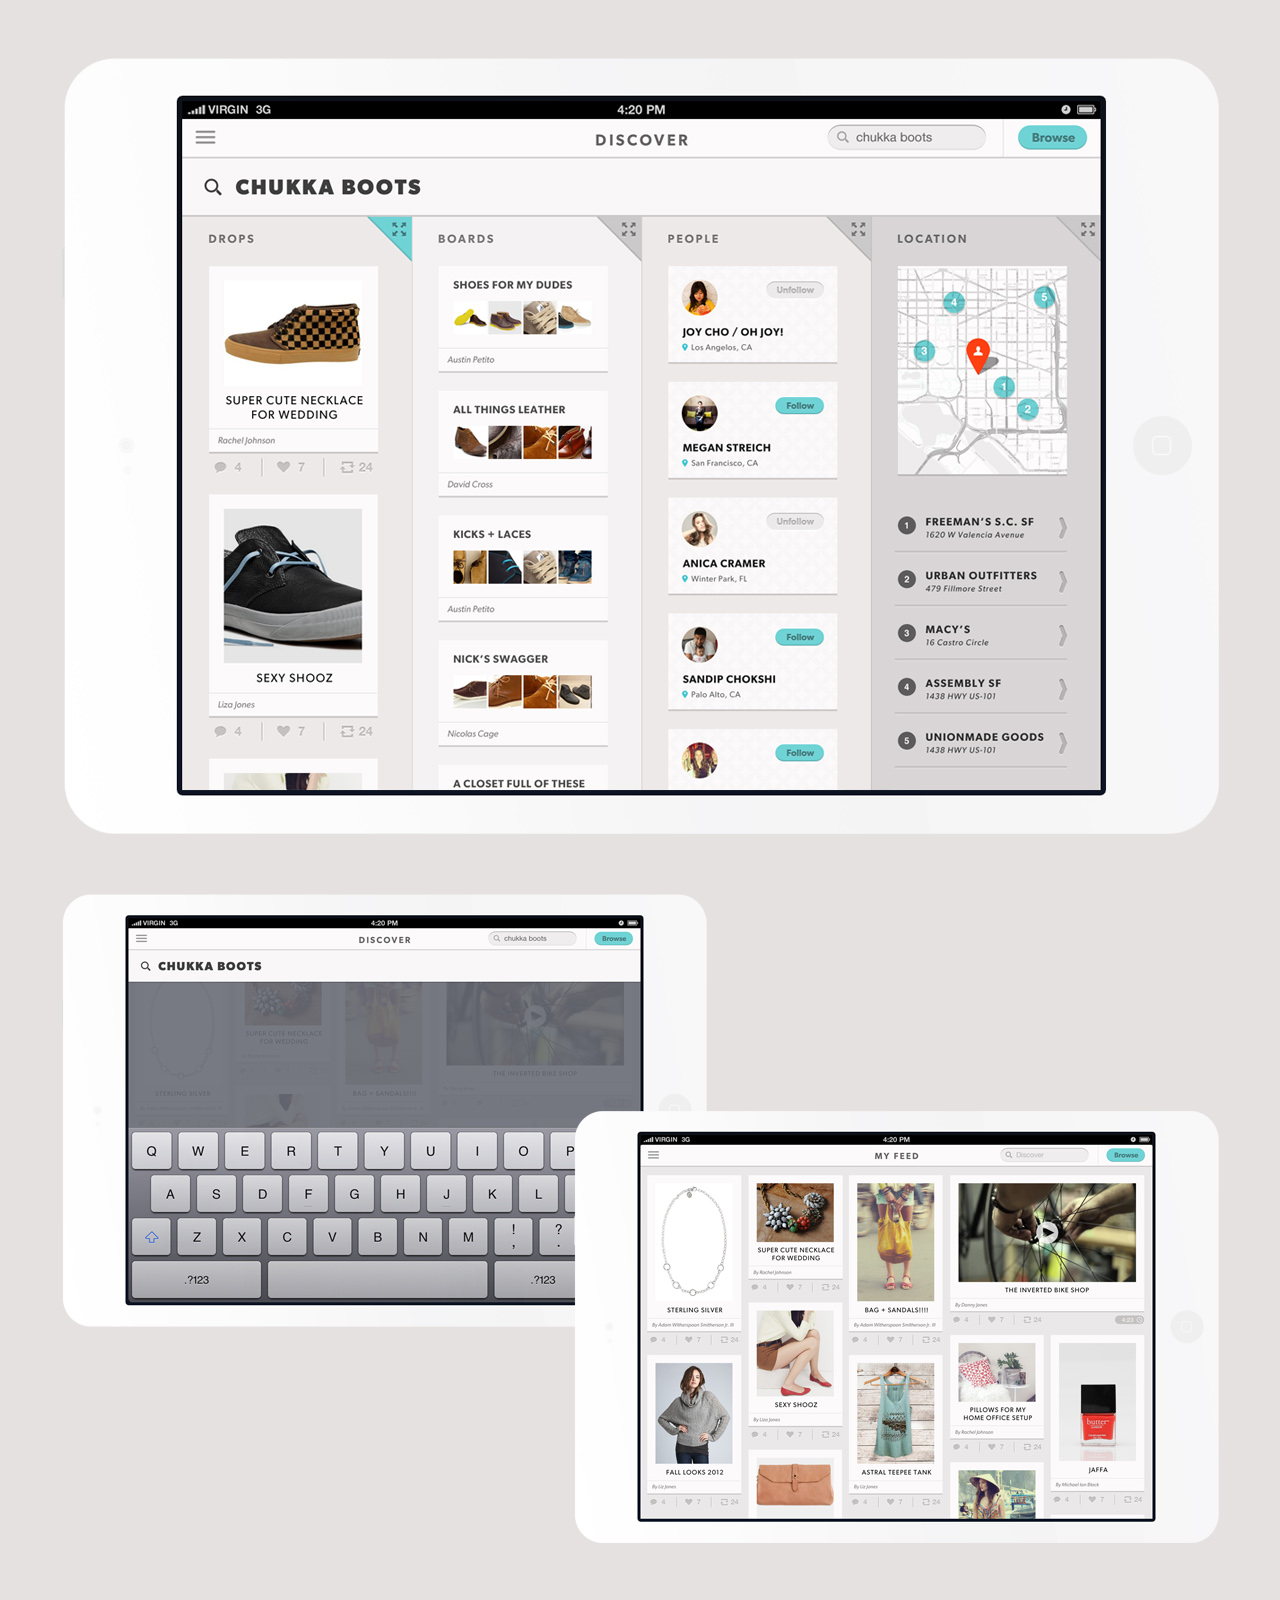 VIRGIN 3G
4:20 PM
DISCOVER
chukka boots
Browse
CHUKKA BOOTS
DROPS
SUPER CUTE NECKLACE
FOR WEDDING
Rachel Johnson
4 7 24
SEXY SHOOZ
Liza Jones
4 7 24
BOARDS
SHOES FOR MY DUDES
Austin Petito
ALL THINGS LEATHER
David Cross
KICKS + LACES
Austin Petito
NICK'S SWAGGER
Nicolas Cage
A CLOSET FULL OF THESE
PEOPLE
Unfollow
JOY CHO / OH JOY!
Los Angelos, CA
Follow
MEGAN STREICH
San Francisco, CA
Unfollow
ANICA CRAMER
Winter Park, FL
Follow
SANDIP CHOKSHI
Palo Alto, CA
Follow
LOCATION
4
5
3
1
2
1 FREEMAN'S S.C. SF
1620 W Valencia Avenue
2 URBAN OUTFITTERS
479 Fillmore Street
3 MACY'S
16 Castro Circle
4 ASSEMBLY SF
1438 HWY US-101
5 UNIONMADE GOODS
1438 HWY US-101
VIRGIN 3G
4:20 PM
DISCOVER
chukka boots
Browse
CHUKKA BOOTS
SUPER CUTE NECKLACE
FOR WEDDING
STERLING SILVER
BAG + SANDALS!!!!
THE INVERTED BIKE SHOP
Q W E R T Y U I O P
A S D F G H J K L
Z X C V B N M ! , ? .
.?123 .?123
VIRGIN 3G
4:20 PM
MY FEED
Discover
Browse
STERLING SILVER
By Adam Witherspoon Smitherson Jr. III
4 7 24
FALL LOOKS 2012
By Liz Jones
4 7 24
SUPER CUTE NECKLACE
FOR WEDDING
By Rachel Johnson
4 7 24
SEXY SHOOZ
By Liza Jones
4 7 24
BAG + SANDALS!!!!
By Adam Witherspoon Smitherson Jr. III
4 7 24
ASTRAL TEEPEE TANK
By Liz Jones
4 7 24
THE INVERTED BIKE SHOP
By Danny Jones
4 7 24
4:23
PILLOWS FOR MY
HOME OFFICE SETUP
By Rachel Johnson
4 7 24
butter
JAFFA
By Michael Ian Black
4 7 24